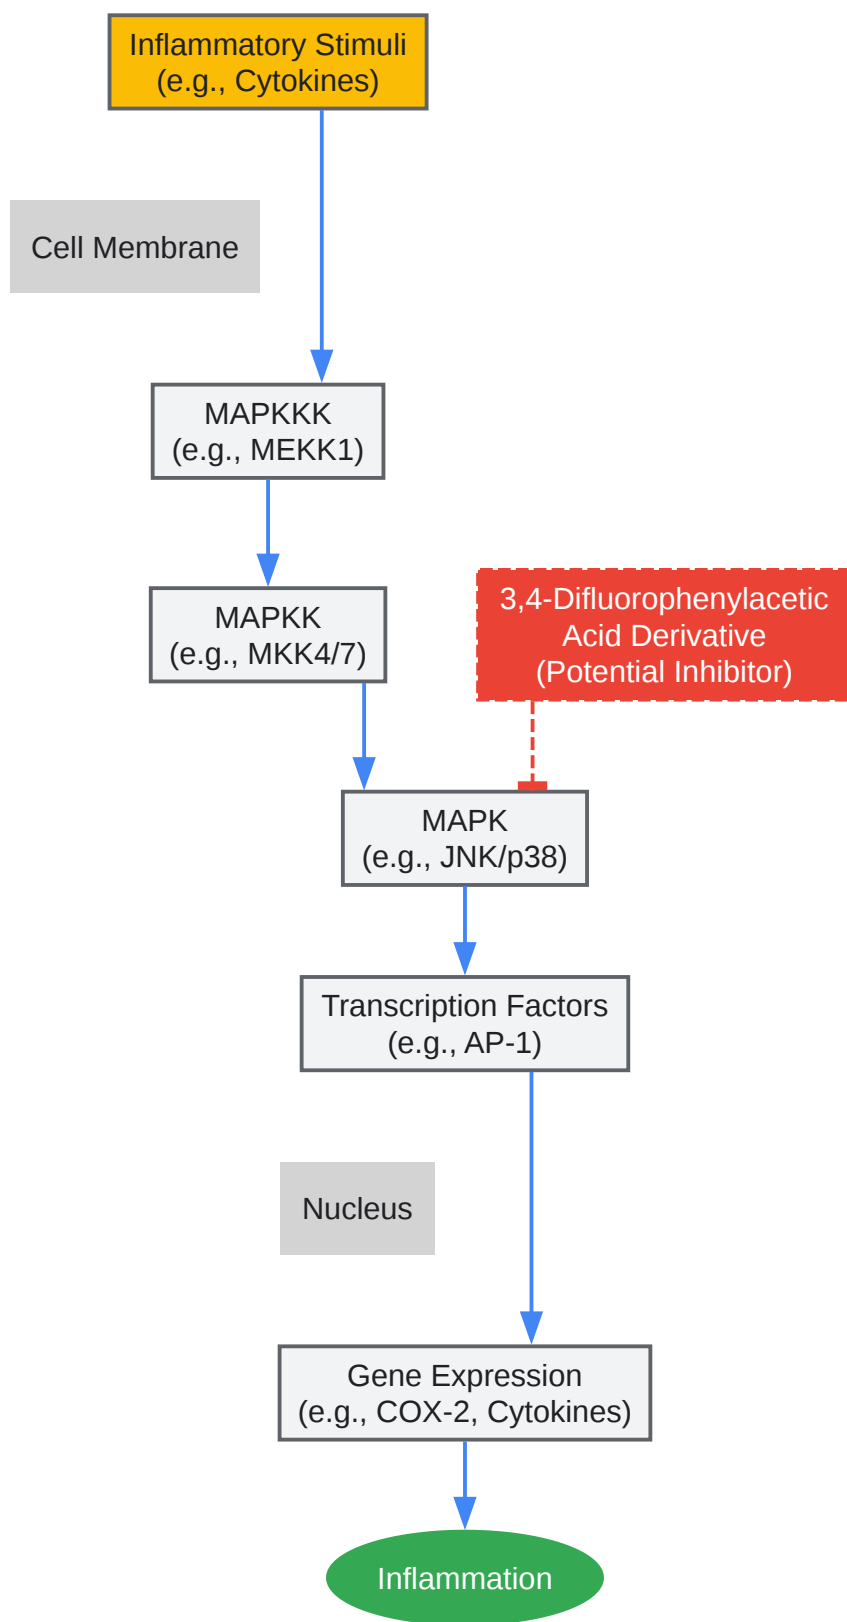 Inflammatory Stimuli
(e.g., Cytokines)
Cell Membrane
MAPKKK
(e.g., MEKK1)
MAPKK
(e.g., MKK4/7)
3,4-Difluorophenylacetic
Acid Derivative
(Potential Inhibitor)
MAPK
(e.g., JNK/p38)
Transcription Factors
(e.g., AP-1)
Nucleus
Gene Expression
(e.g., COX-2, Cytokines)
Inflammation